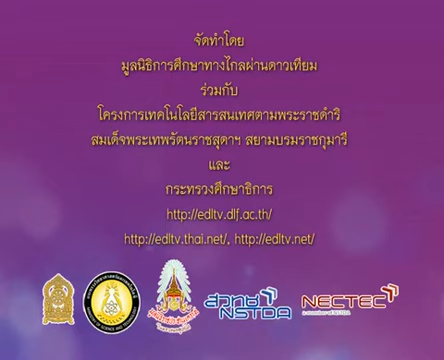 จัดทำโดย
มูลนิธิการศึกษาทางไกลผ่านดาวเทียม
ร่วมกับ
โครงการเทคโนโลยีสารสนเทศตามพระราชดำริ
สมเด็จพระเทพรัตนราชสุดาฯ สยามบรมราชกุมารี
และ
กระทรวงศึกษาธิการ
http://edltv.dlf.ac.th/
http://edltv.thai.net/, http://edltv.net/
สวทช
NSTDA
NECTEC
a member of NSTDA